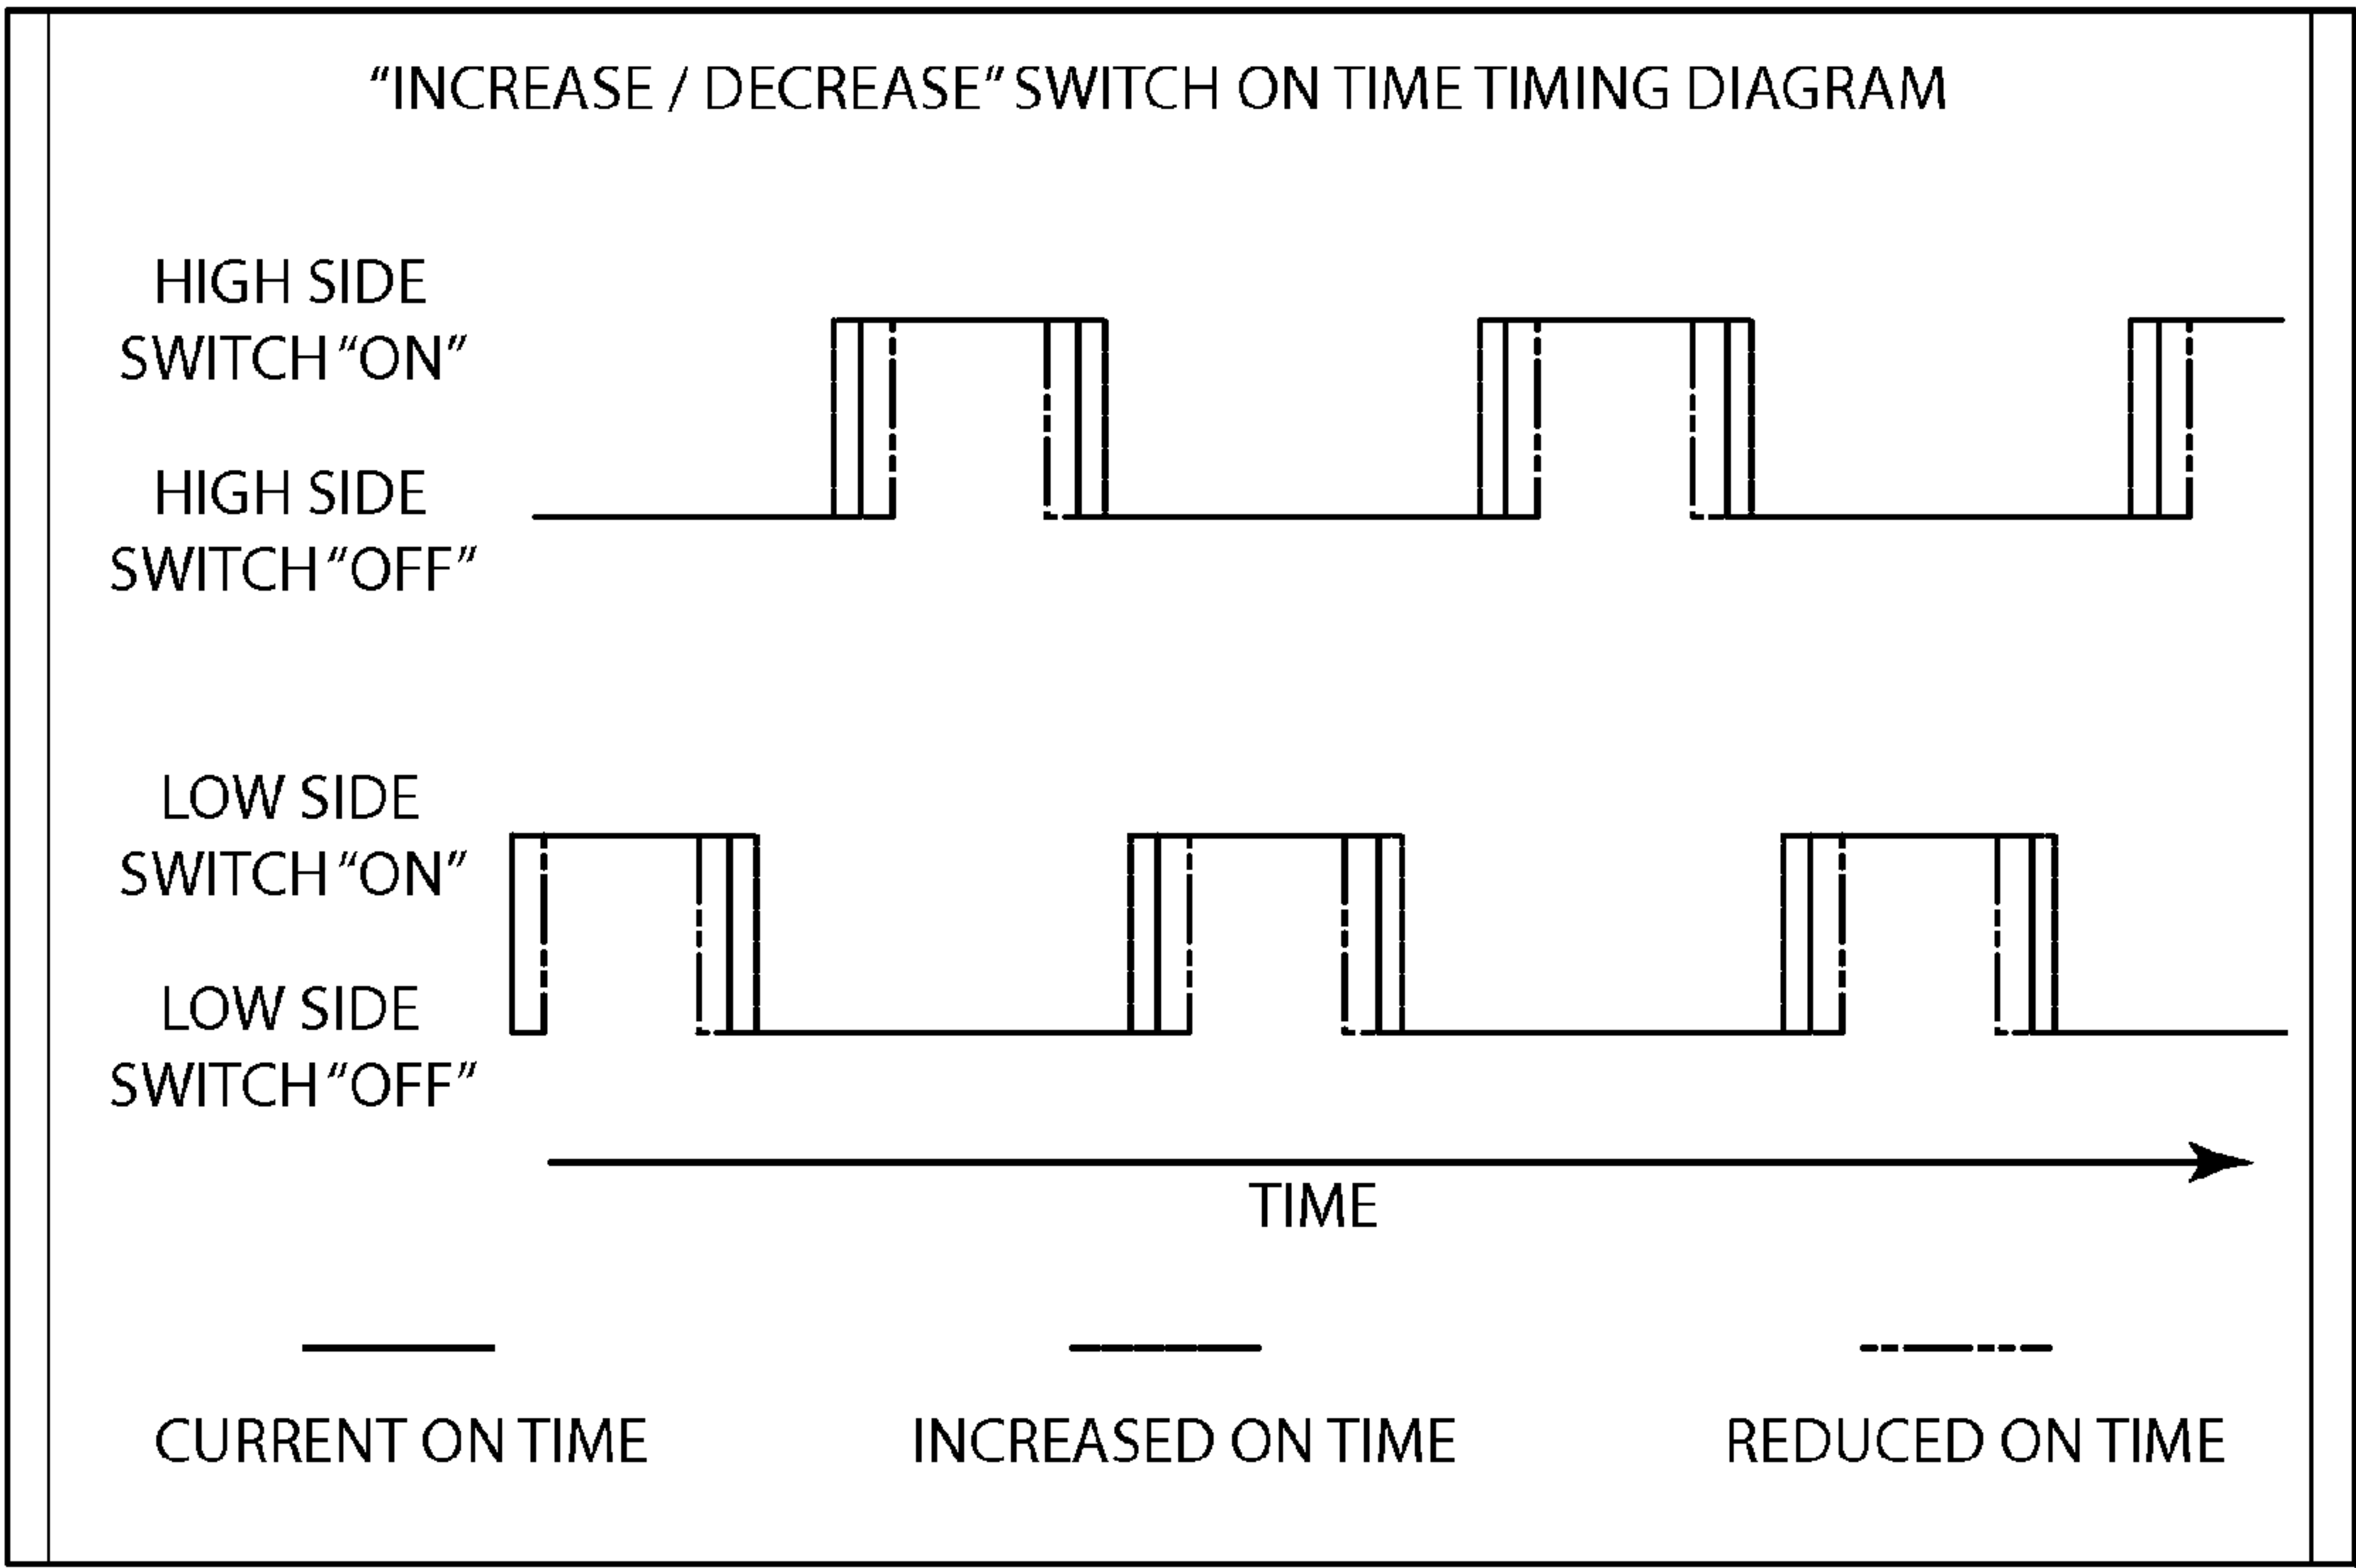 “INCREASE / DECREASE” SWITCH ON TIME TIMING DIAGRAM
HIGH SIDE
SWITCH “ON”
HIGH SIDE
SWITCH “OFF”
LOW SIDE
SWITCH “ON”
LOW SIDE
SWITCH “OFF”
TIME
CURRENT ON TIME
INCREASED ON TIME
REDUCED ON TIME